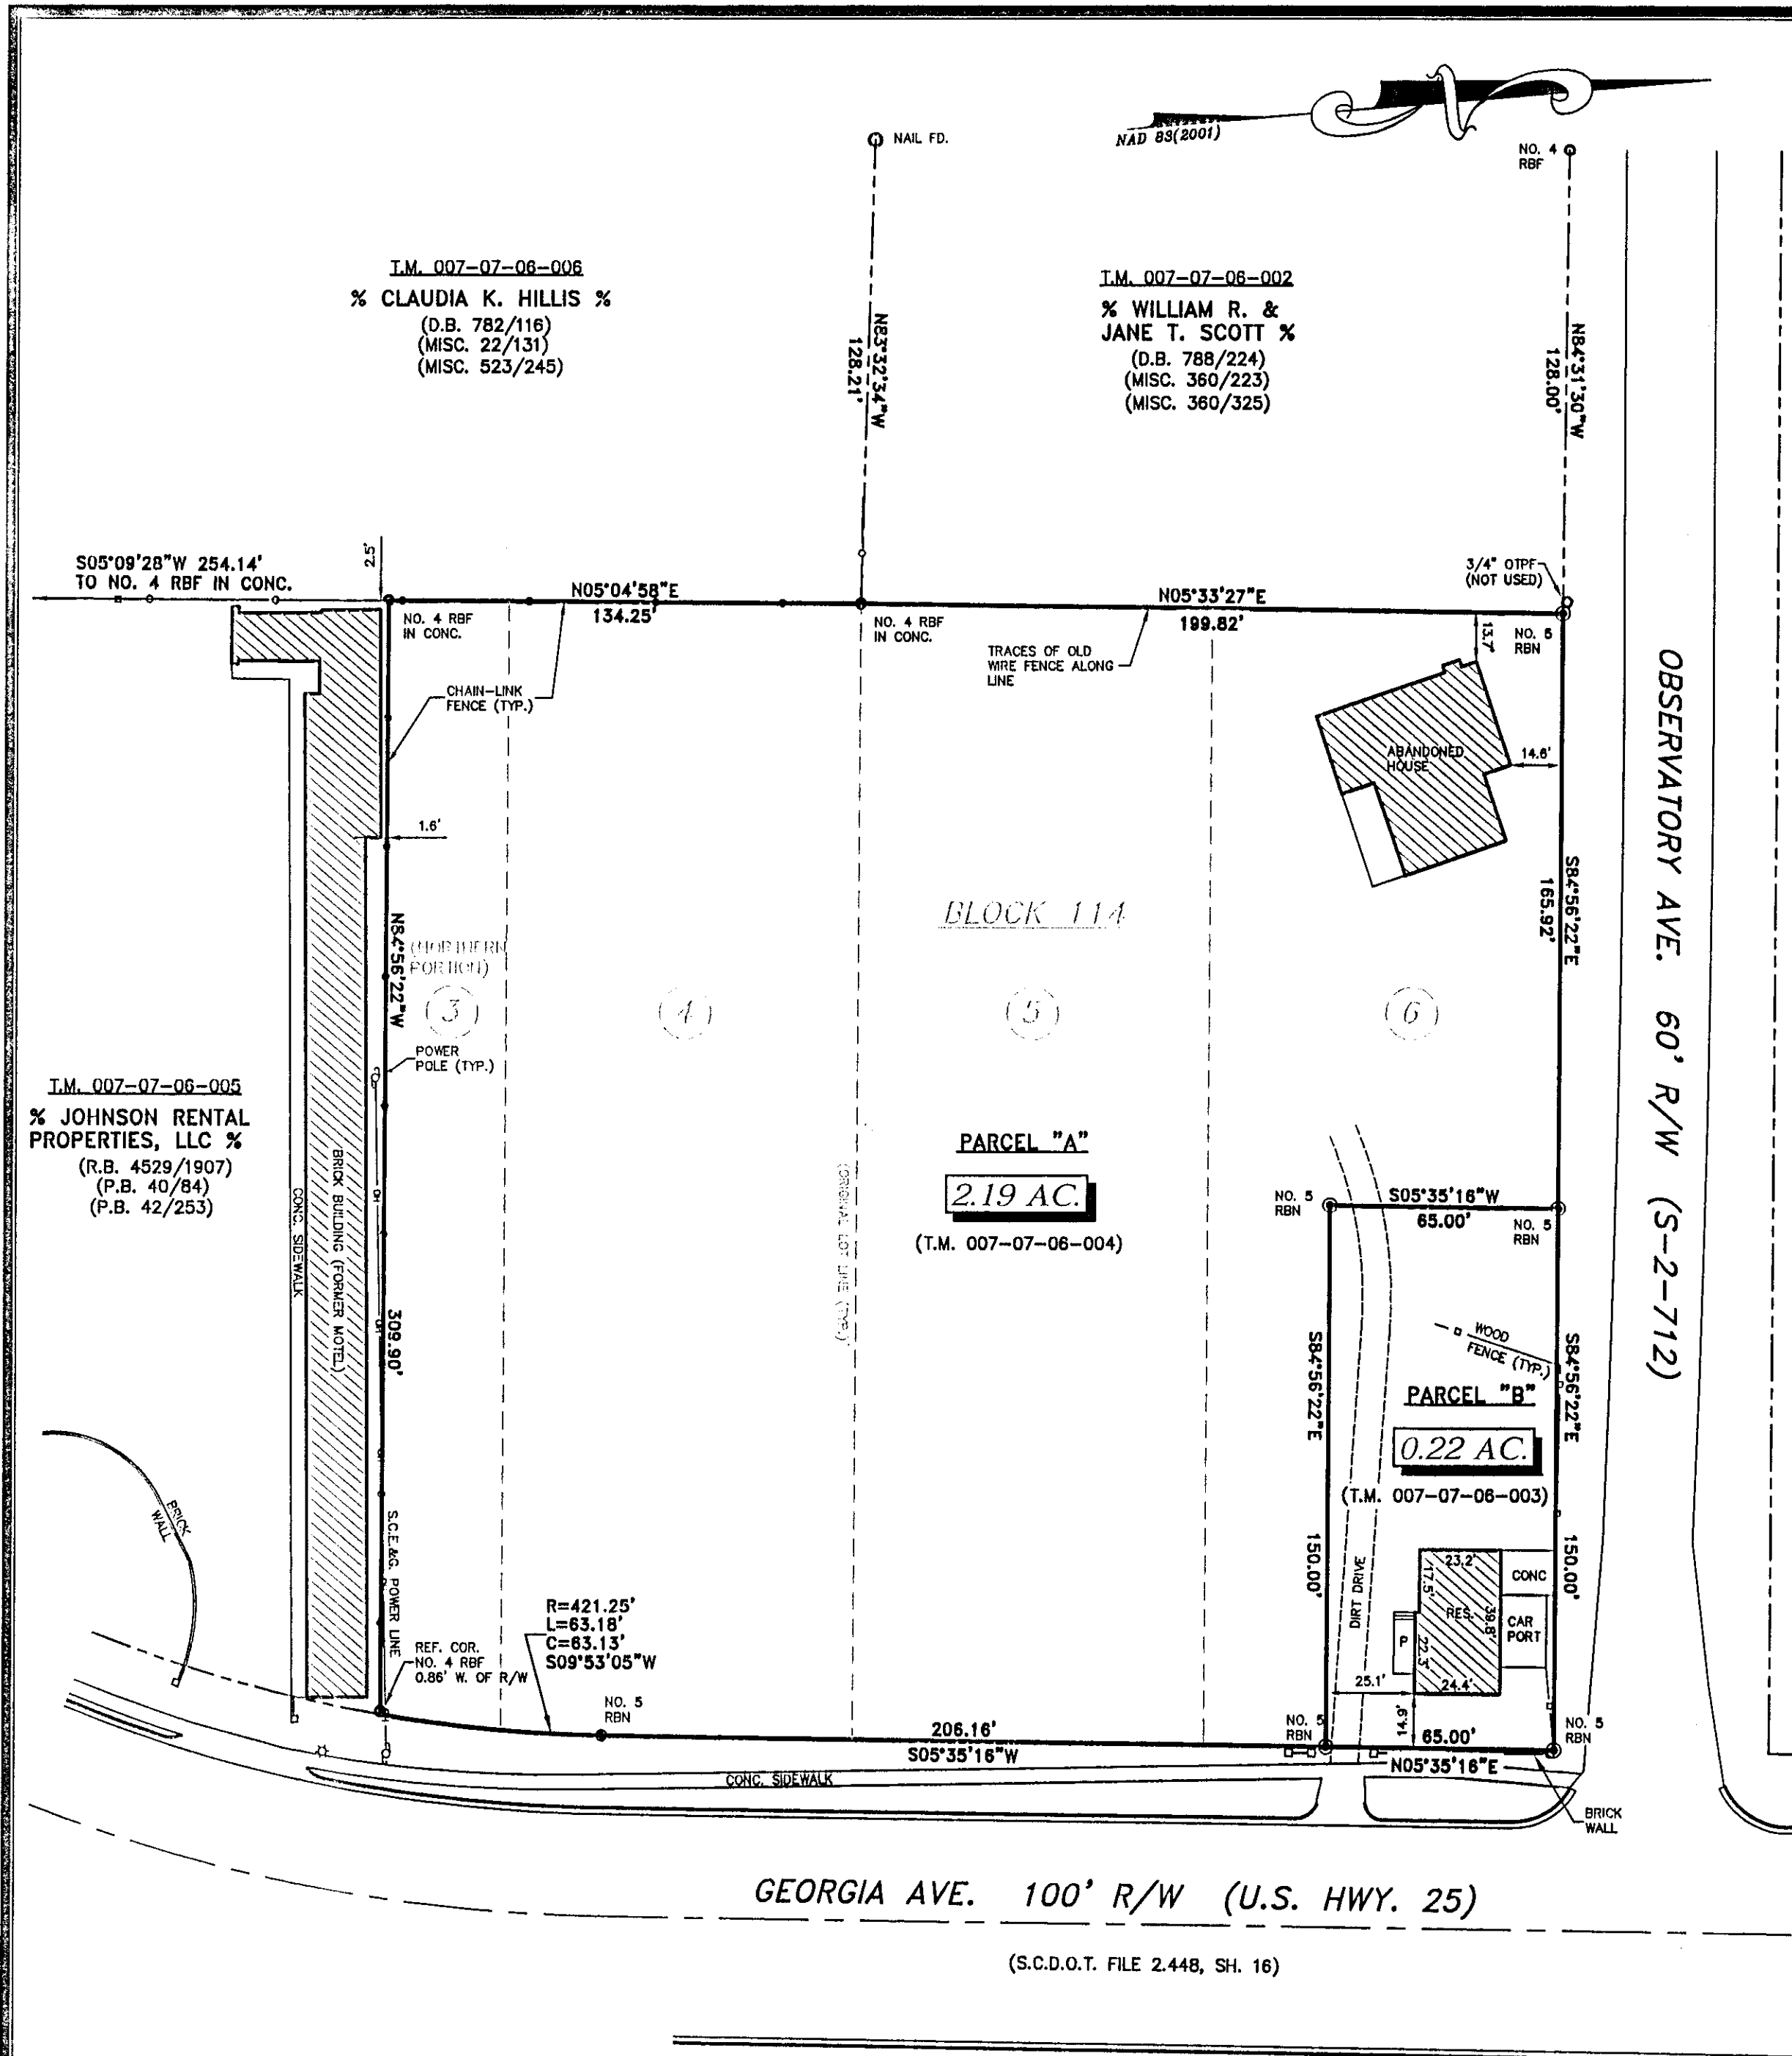 NAD 83(2001)
NAIL FD.
NO. 4
RBF
T.M. 007-07-06-006
% CLAUDIA K. HILLIS %
(D.B. 782/116)
(MISC. 22/131)
(MISC. 523/245)
N83°32'34"W
128.21'
T.M. 007-07-06-002
% WILLIAM R. &
JANE T. SCOTT %
(D.B. 788/224)
(MISC. 360/223)
(MISC. 360/325)
N84°31'30"W
128.00'
S05°09'28"W 254.14'
TO NO. 4 RBF IN CONC.
2.5'
NO. 4 RBF
IN CONC.
N05°04'58"E
134.25'
NO. 4 RBF
IN CONC.
N05°33'27"E
199.82'
3/4" OTPF
(NOT USED)
NO. 5
RBN
13.7'
TRACES OF OLD
WIRE FENCE ALONG
LINE
CHAIN-LINK
FENCE (TYP.)
ABANDONED
HOUSE
14.6'
1.6'
OBSERVATORY AVE. 60' R/W (S-2-712)
S84°56'22"E
165.92'
BLOCK 114
N84°56'22"W
309.90'
(NORTHERN
PORTION)
3
4
5
6
POWER
POLE (TYP.)
T.M. 007-07-06-005
% JOHNSON RENTAL
PROPERTIES, LLC %
(R.B. 4529/1907)
(P.B. 40/84)
(P.B. 42/253)
CONC. SIDEWALK
BRICK BUILDING (FORMER MOTEL)
OH
OH
(ORIGINAL LOT LINE (TYP.)
PARCEL "A"
2.19 AC.
(T.M. 007-07-06-004)
NO. 5
RBN
S05°35'16"W
65.00'
NO. 5
RBN
S84°56'22"E
150.00'
WOOD
FENCE (TYP.)
S84°56'22"E
150.00'
PARCEL "B"
0.22 AC.
(T.M. 007-07-06-003)
BRICK
WALL
S.C.E.&G. POWER LINE
DIRT DRIVE
23.2'
17.5'
RES.
39.8'
22.3'
24.4'
CONC
CAR
PORT
P
25.1'
14.9'
R=421.25'
L=63.18'
C=63.13'
S09°53'05"W
REF. COR.
NO. 4 RBF
0.86' W. OF R/W
NO. 5
RBN
206.16'
S05°35'16"W
NO. 5
RBN
65.00'
N05°35'16"E
NO. 5
RBN
CONC. SIDEWALK
BRICK
WALL
GEORGIA AVE. 100' R/W (U.S. HWY. 25)
(S.C.D.O.T. FILE 2.448, SH. 16)